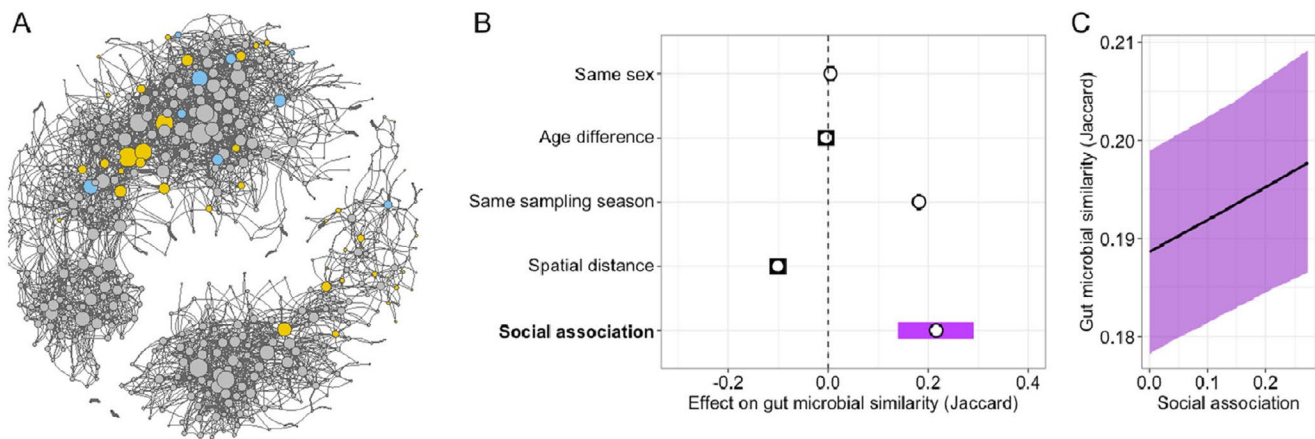 A
B
Same sex
Age difference
Same sampling season
Spatial distance
Social association
-0.2
0.0
0.2
0.4
Effect on gut microbial similarity (Jaccard)
C
Gut microbial similarity (Jaccard)
0.21
0.20
0.19
0.18
0.0
0.1
0.2
Social association